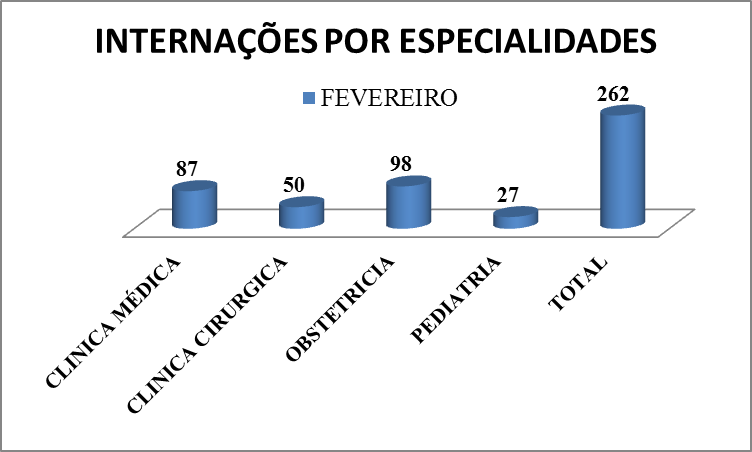 INTERNAÇÕES POR ESPECIALIDADES
FEVEREIRO
87
50
98
27
262
CLINICA MÉDICA
CLINICA CIRURGICA
OBSTETRICIA
PEDIATRIA
TOTAL